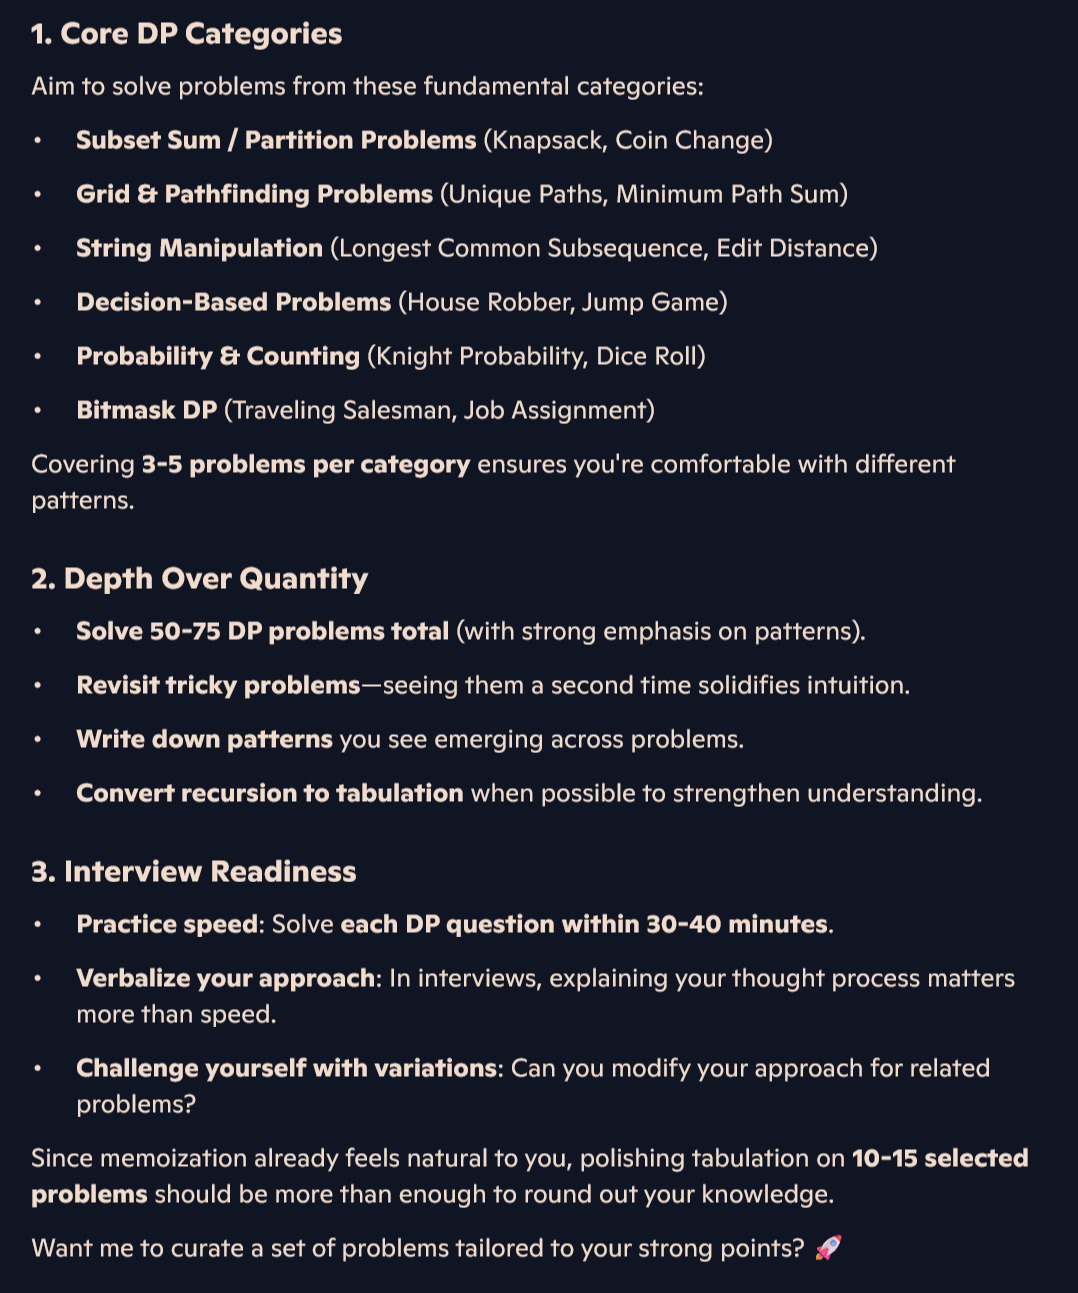 1. Core DP Categories
Aim to solve problems from these fundamental categories:
• Subset Sum / Partition Problems (Knapsack, Coin Change)
• Grid & Pathfinding Problems (Unique Paths, Minimum Path Sum)
• String Manipulation (Longest Common Subsequence, Edit Distance)
• Decision-Based Problems (House Robber, Jump Game)
• Probability & Counting (Knight Probability, Dice Roll)
• Bitmask DP (Traveling Salesman, Job Assignment)
Covering 3-5 problems per category ensures you're comfortable with different
patterns.
2. Depth Over Quantity
• Solve 50-75 DP problems total (with strong emphasis on patterns).
• Revisit tricky problems—seeing them a second time solidifies intuition.
• Write down patterns you see emerging across problems.
• Convert recursion to tabulation when possible to strengthen understanding.
3. Interview Readiness
• Practice speed: Solve each DP question within 30-40 minutes.
• Verbalize your approach: In interviews, explaining your thought process matters
more than speed.
• Challenge yourself with variations: Can you modify your approach for related
problems?
Since memoization already feels natural to you, polishing tabulation on 10-15 selected
problems should be more than enough to round out your knowledge.
Want me to curate a set of problems tailored to your strong points? 🚀